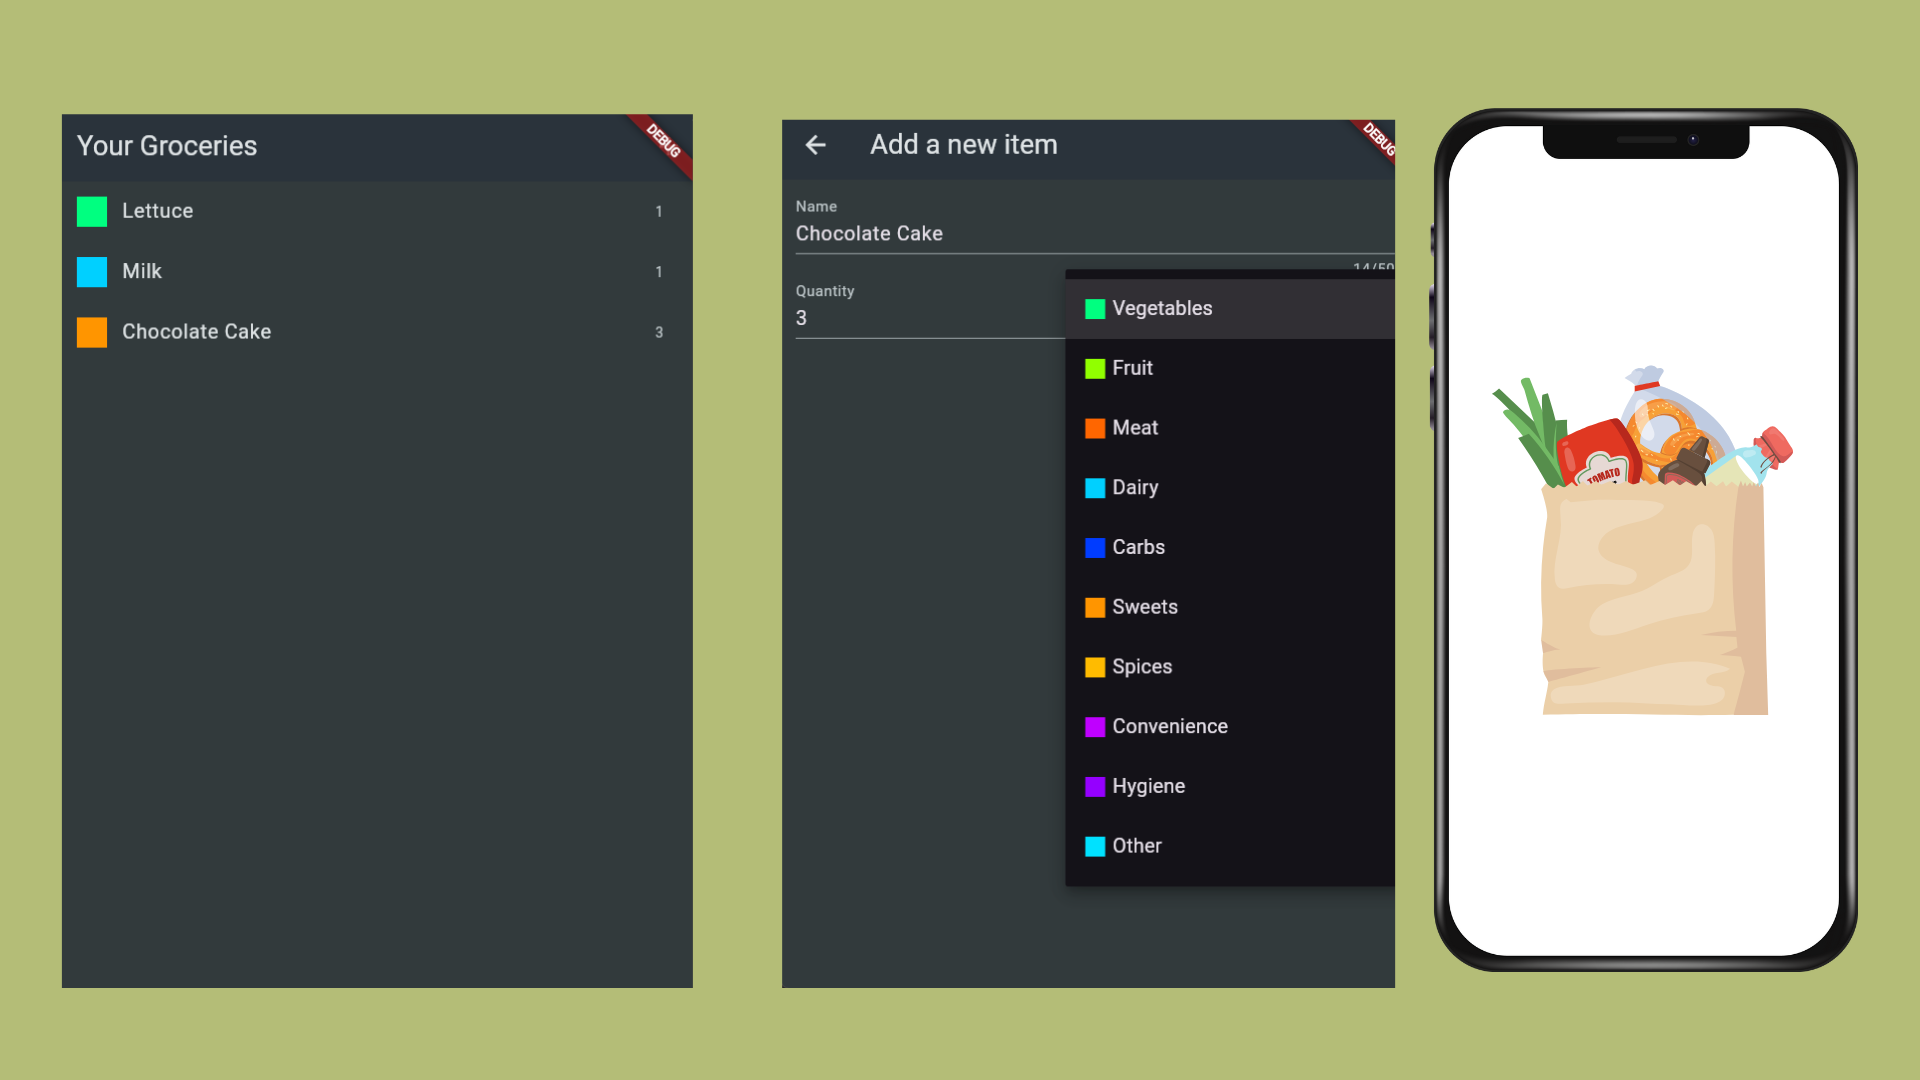 Your Groceries
DEBUG
Lettuce 1
Milk 1
Chocolate Cake 3
Add a new item
DEBUG
Name
Chocolate Cake
14/50
Quantity
3
Vegetables
Fruit
Meat
Dairy
Carbs
Sweets
Spices
Convenience
Hygiene
Other
TOMATO